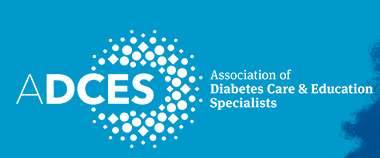 ADCES
Association of
Diabetes Care & Education
Specialists